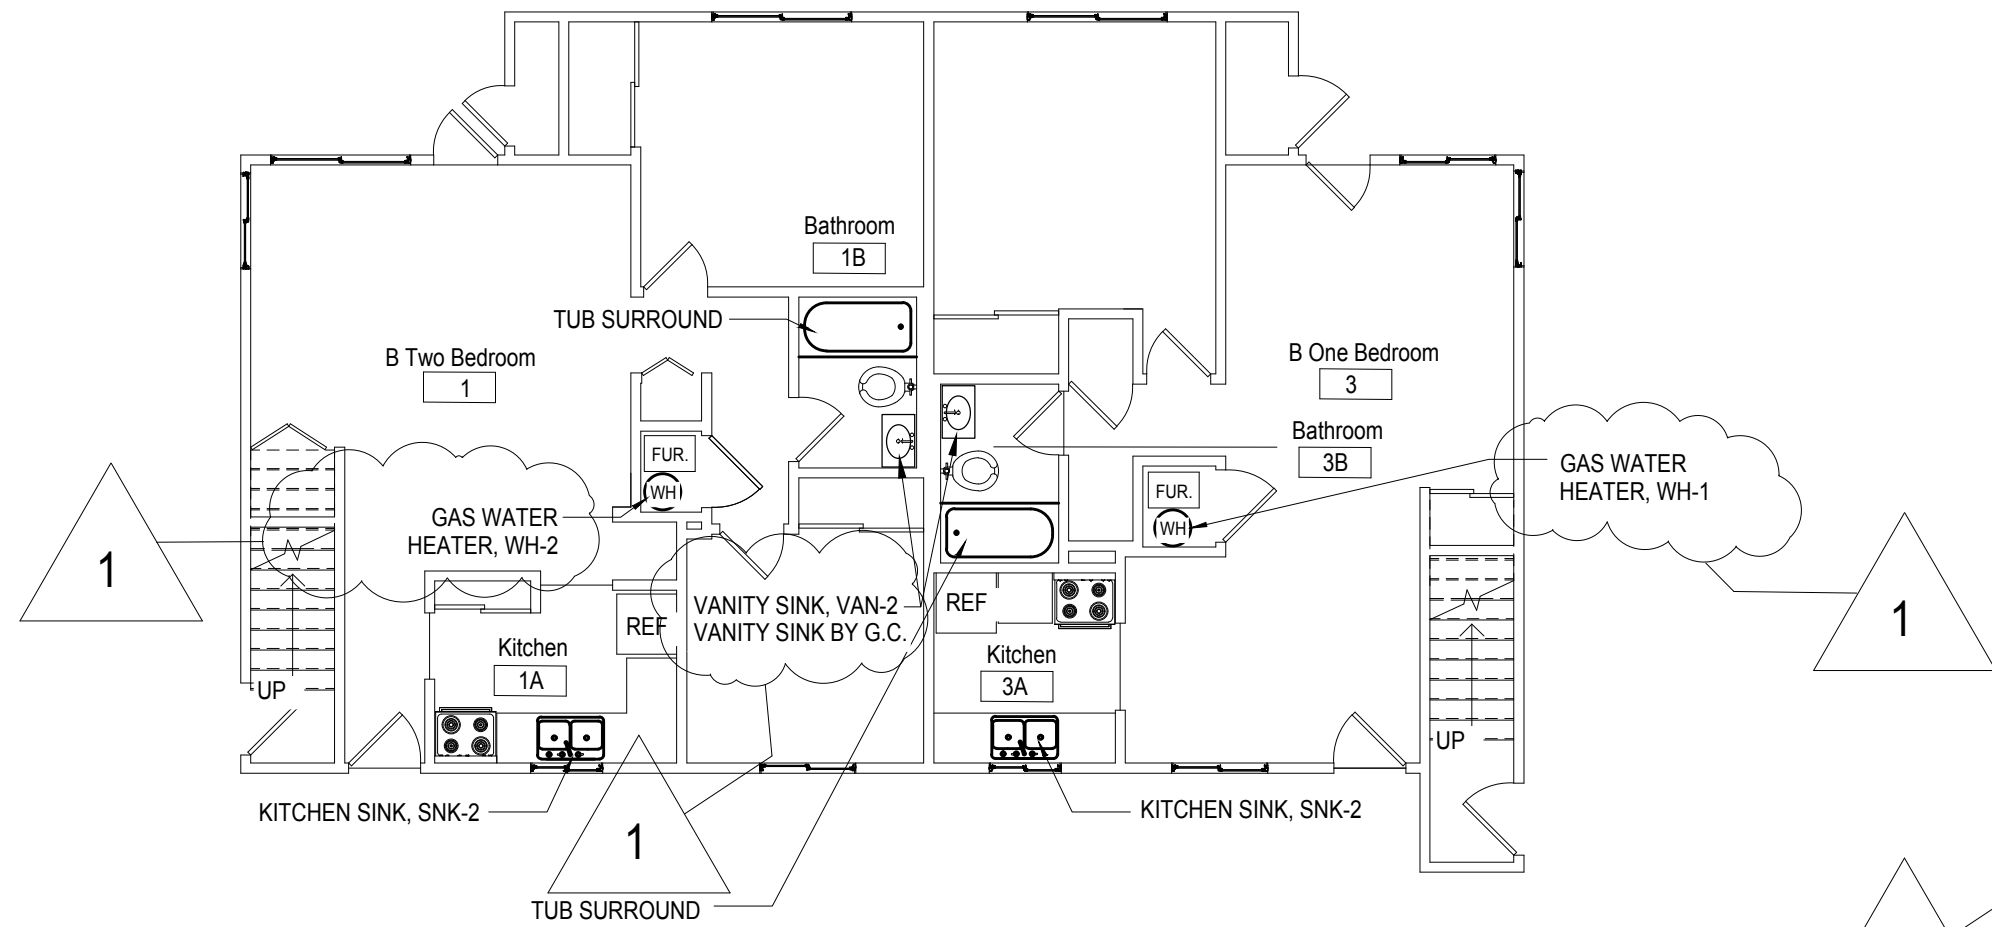 Bathroom
1B
TUB SURROUND
B Two Bedroom
1
B One Bedroom
3
Bathroom
3B
FUR.
WH
GAS WATER
HEATER, WH-2
FUR.
WH
GAS WATER
HEATER, WH-1
1
1
VANITY SINK, VAN-2
VANITY SINK BY G.C.
REF
REF
Kitchen
1A
Kitchen
3A
UP
UP
KITCHEN SINK, SNK-2
1
KITCHEN SINK, SNK-2
TUB SURROUND